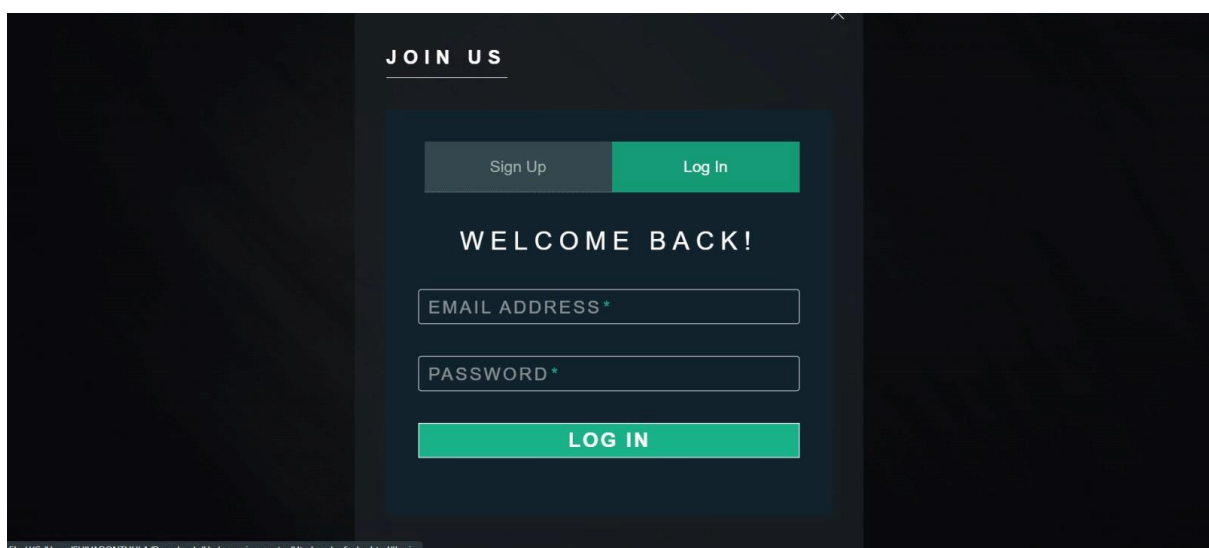 JOIN US
Sign Up
Log In
WELCOME BACK!
EMAIL ADDRESS*
PASSWORD*
LOG IN